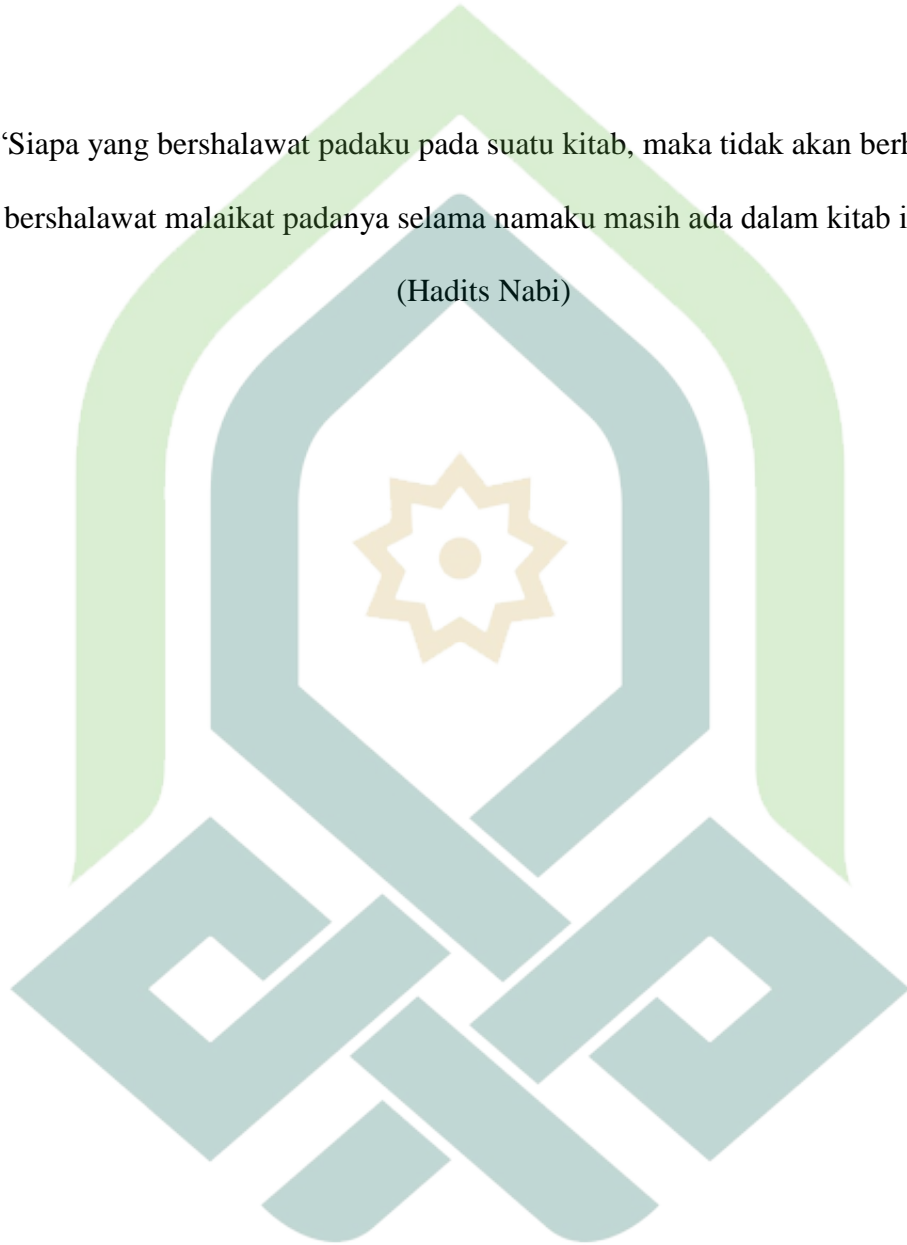 ‘Siapa yang bershalawat padaku pada suatu kitab, maka tidak akan
bershalawat malaikat padanya selama namaku masih ada dalam kitab
(Hadits Nabi)